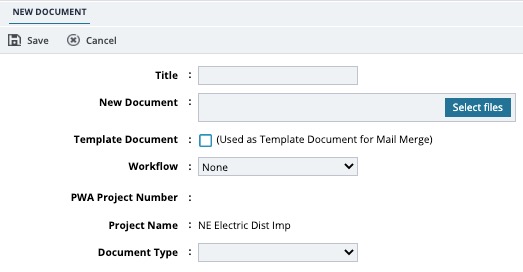 NEW DOCUMENT
Save Cancel
Title :
New Document : Select files
Template Document : (Used as Template Document for Mail Merge)
Workflow : None
PWA Project Number :
Project Name : NE Electric Dist Imp
Document Type :